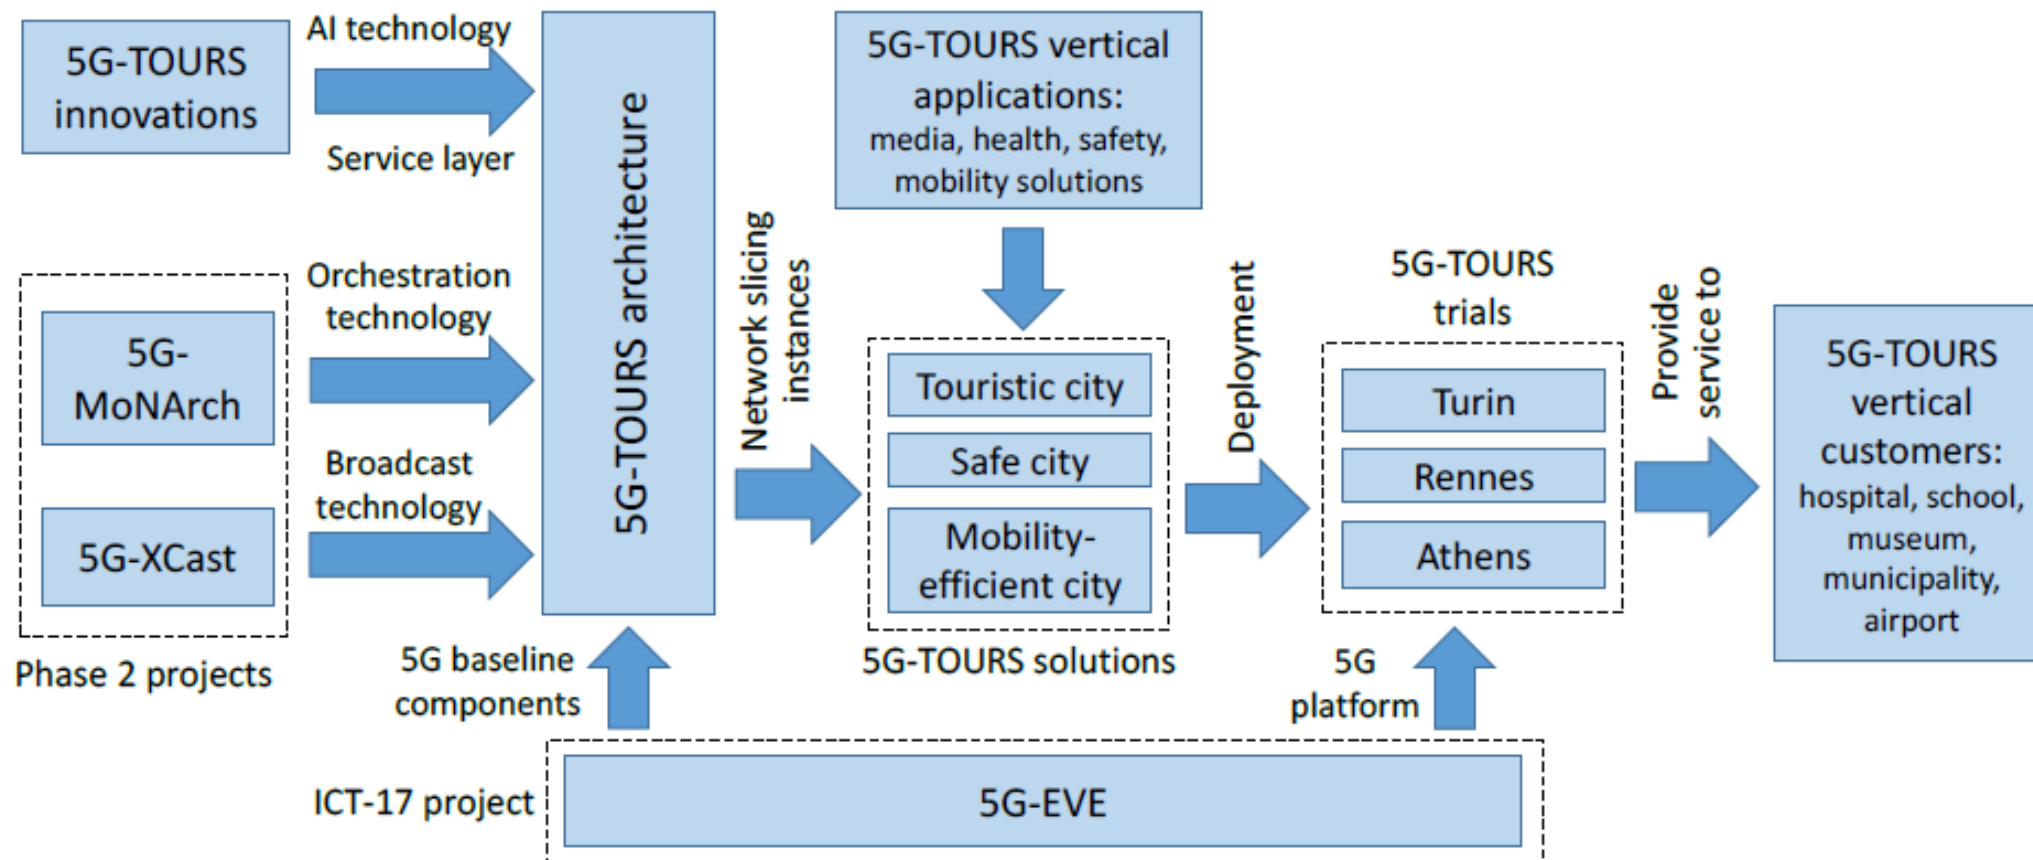 5G-TOURS
innovations
AI technology
Service layer
5G-
MoNArch
5G-XCast
Phase 2 projects
Orchestration
technology
Broadcast
technology
5G-TOURS architecture
5G baseline
components
5G-TOURS vertical
applications:
media, health, safety,
mobility solutions
Network slicing
instances
Touristic city
Safe city
Mobility-
efficient city
5G-TOURS solutions
Deployment
5G-TOURS
trials
Turin
Rennes
Athens
5G
platform
Provide
service to
5G-TOURS
vertical
customers:
hospital, school,
museum,
municipality,
airport
ICT-17 project
5G-EVE